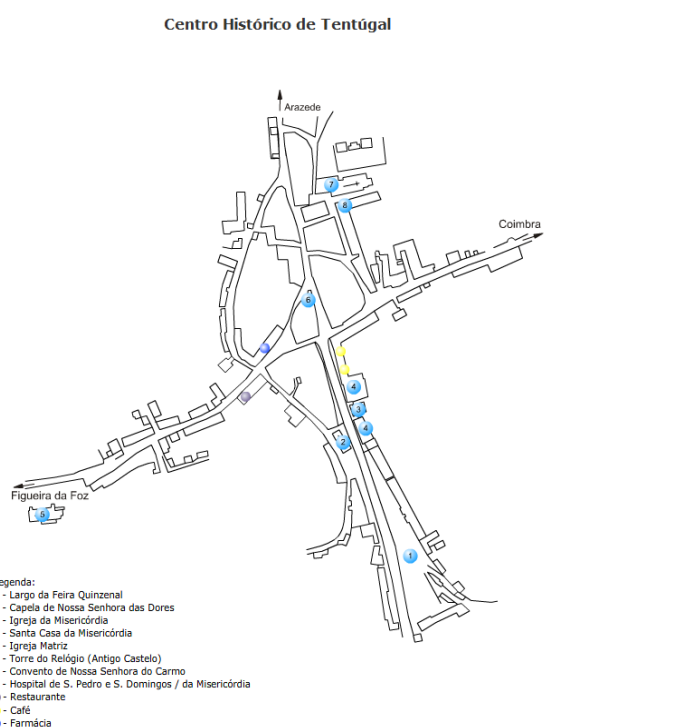 Centro Histórico de Tentúgal
Arazede
7
8
Coimbra
6
4
3
4
2
Figueira da Foz
5
1
egenda:
- Largo da Feira Quinzenal
- Capela de Nossa Senhora das Dores
- Igreja da Misericórdia
- Santa Casa da Misericórdia
- Igreja Matriz
- Torre do Relógio (Antigo Castelo)
- Convento de Nossa Senhora do Carmo
- Hospital de S. Pedro e S. Domingos / da Misericórdia
- Restaurante
- Café
- Farmácia